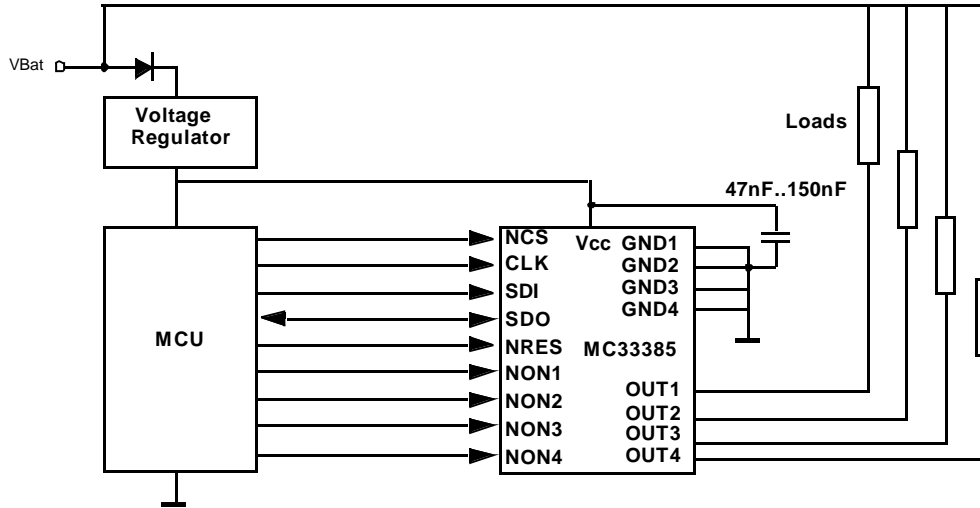 VBat
Voltage
Regulator
Loads
47nF..150nF
MCU
NCS
CLK
SDI
SDO
NRES
NON1
NON2
NON3
NON4
Vcc
GND1
GND2
GND3
GND4
MC33385
OUT1
OUT2
OUT3
OUT4